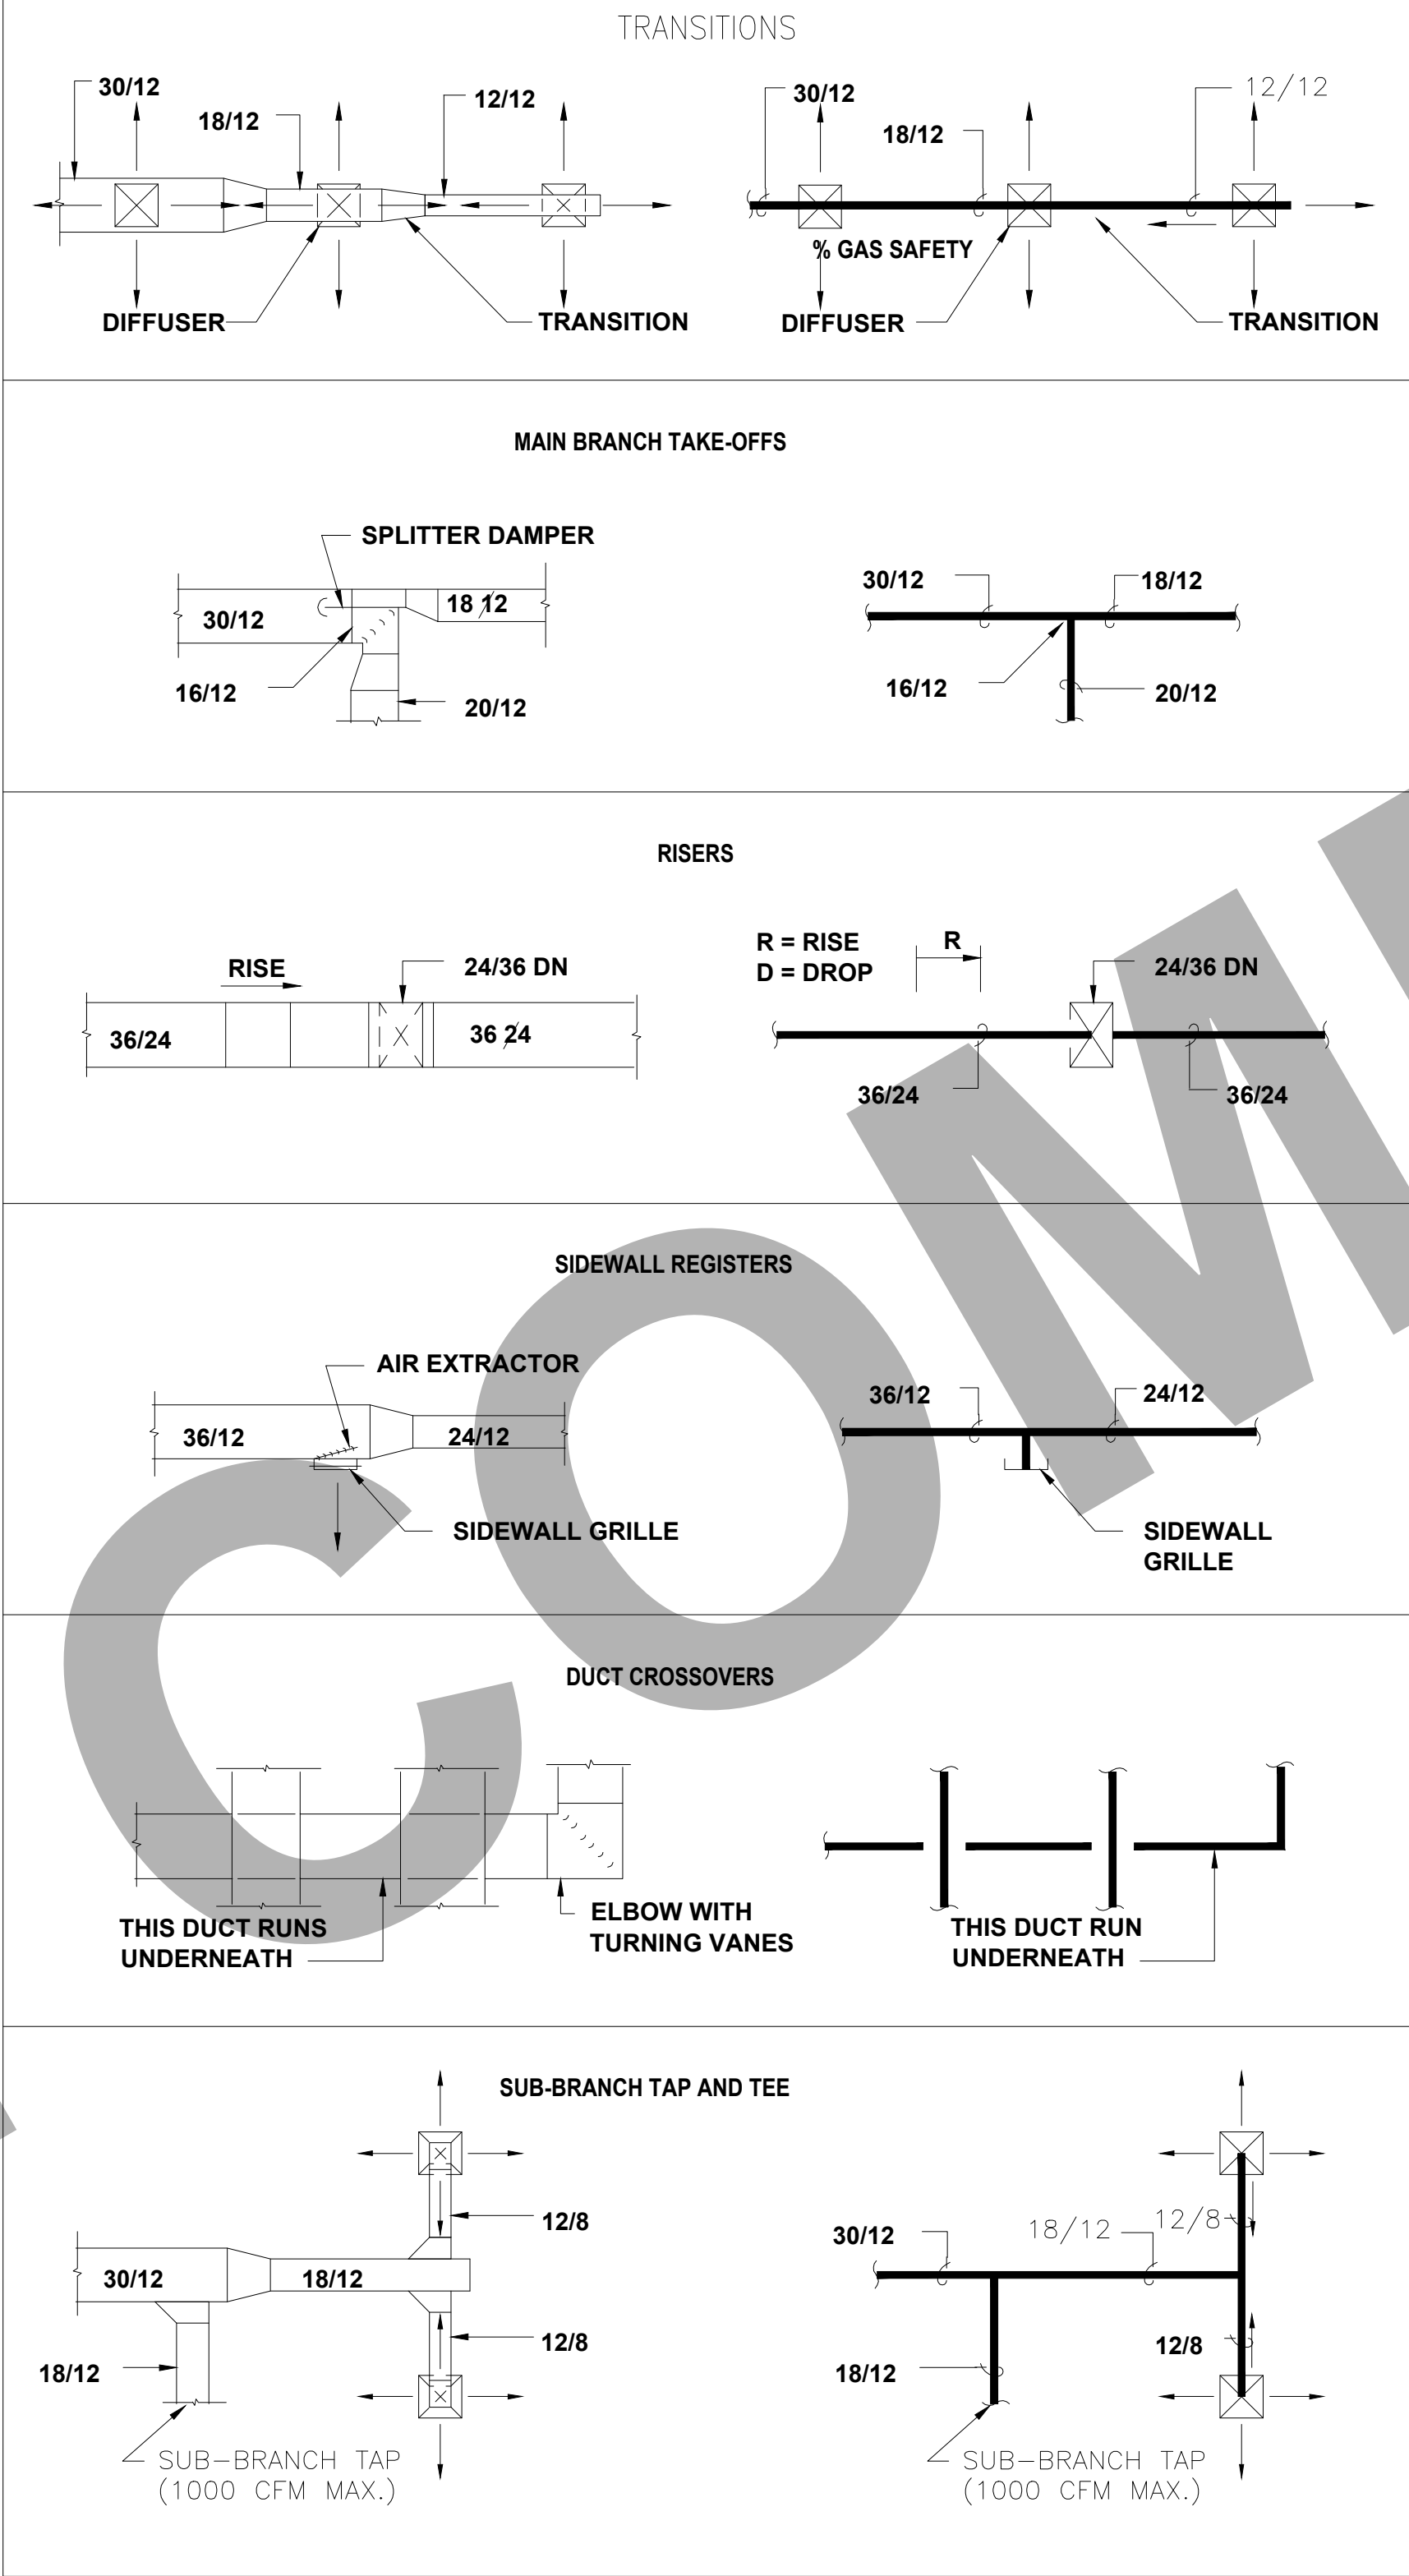 TRANSITIONS
30/12
18/12
12/12
DIFFUSER
TRANSITION
30/12
18/12
12/12
% GAS SAFETY
DIFFUSER
TRANSITION
MAIN BRANCH TAKE-OFFS
SPLITTER DAMPER
30/12
18/12
16/12
20/12
30/12
18/12
16/12
20/12
RISERS
RISE
24/36 DN
36/24
36/24
R = RISE
D = DROP
R
24/36 DN
36/24
36/24
SIDEWALL REGISTERS
AIR EXTRACTOR
36/12
24/12
SIDEWALL GRILLE
36/12
24/12
SIDEWALL
GRILLE
DUCT CROSSOVERS
THIS DUCT RUNS
UNDERNEATH
ELBOW WITH
TURNING VANES
THIS DUCT RUN
UNDERNEATH
SUB-BRANCH TAP AND TEE
12/8
30/12
18/12
12/8
18/12
SUB-BRANCH TAP
(1000 CFM MAX.)
30/12
18/12
12/8
12/8
18/12
SUB-BRANCH TAP
(1000 CFM MAX.)
COM